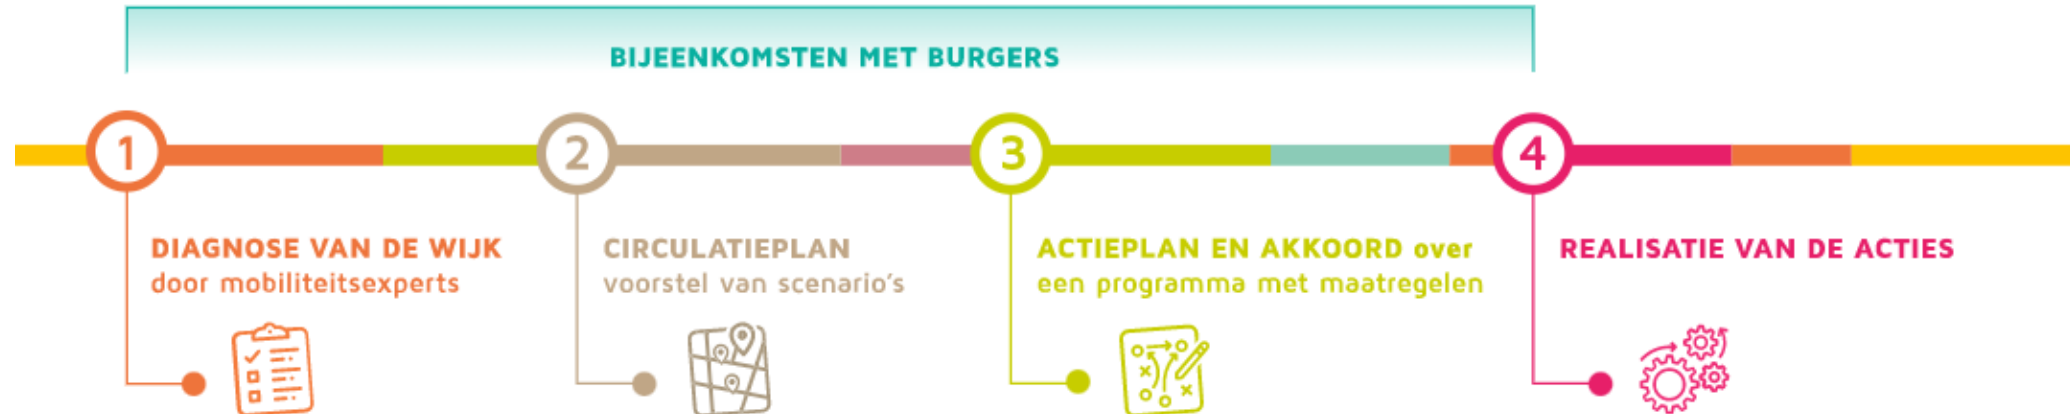 BIJEENKOMSTEN MET BURGERS
1
2
3
4
DIAGNOSE VAN DE WIJK
door mobiliteitsexperts
CIRCULATIEPLAN
voorstel van scenario's
ACTIEPLAN EN AKKOORD over
een programma met maatregelen
REALISATIE VAN DE ACTIES